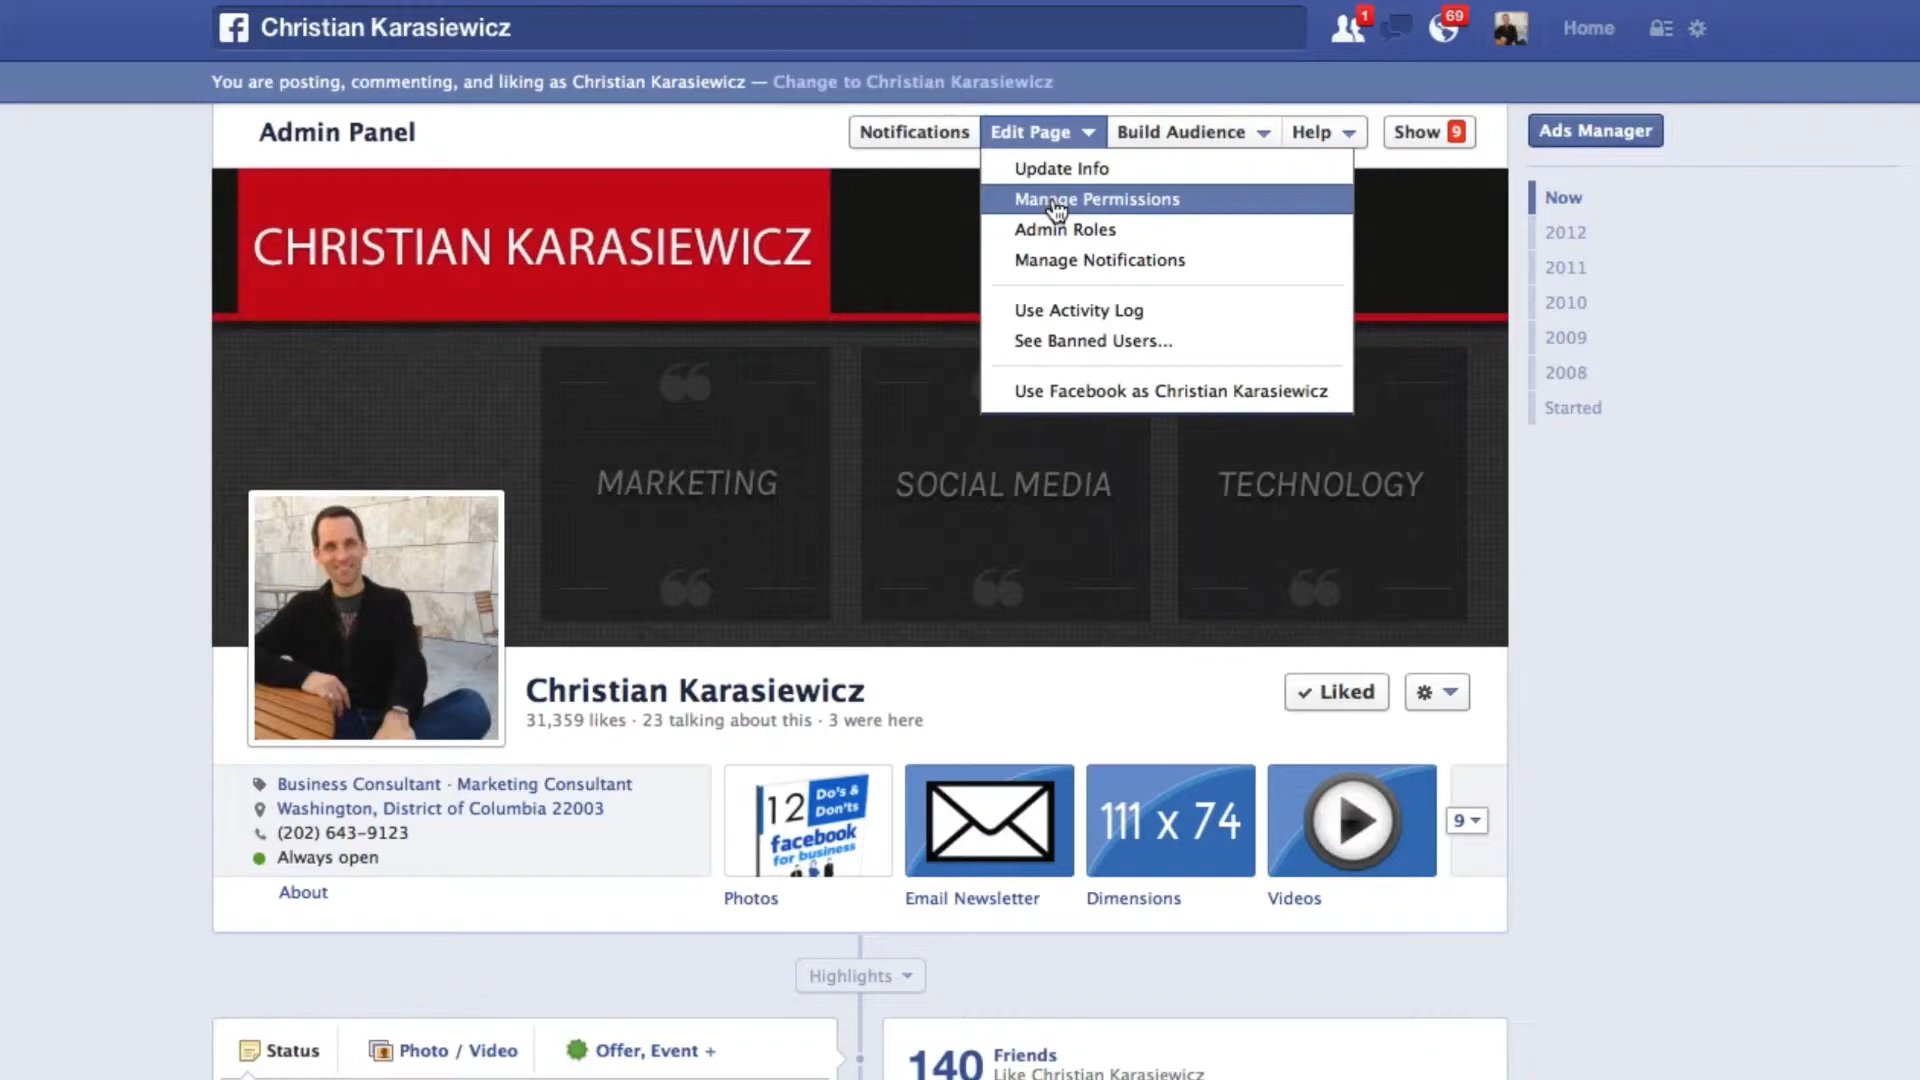 Christian Karasiewicz
1
69
Home
You are posting, commenting, and liking as Christian Karasiewicz — Change to Christian Karasiewicz
Admin Panel
Notifications
Edit Page
Build Audience
Help
Show 9
Ads Manager
Update Info
Manage Permissions
Admin Roles
Manage Notifications
Use Activity Log
See Banned Users...
Use Facebook as Christian Karasiewicz
Now
2012
2011
2010
2009
2008
Started
CHRISTIAN KARASIEWICZ
MARKETING
SOCIAL MEDIA
TECHNOLOGY
Christian Karasiewicz
31,359 likes · 23 talking about this · 3 were here
Liked
Business Consultant · Marketing Consultant
Washington, District of Columbia 22003
(202) 643-9123
Always open
About
12 Do's &
Don'ts
facebook
for business
111 x 74
9
Photos
Email Newsletter
Dimensions
Videos
Highlights
Status
Photo / Video
Offer, Event +
140 Friends
Like Christian Karasiewicz